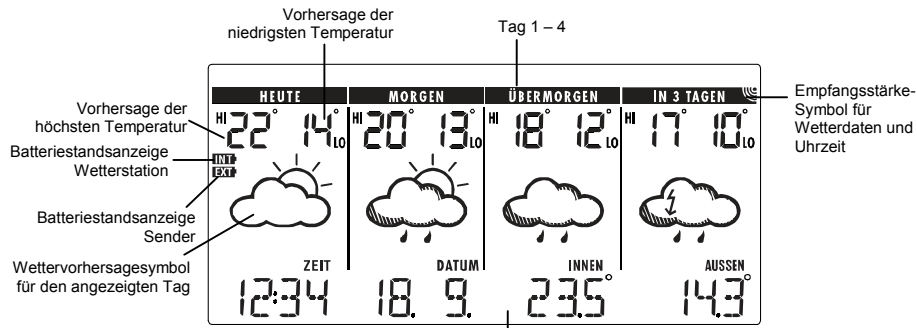 Vorhersage der
niedrigsten Temperatur
Tag 1 – 4
HEUTE MORGEN ÜBERMORGEN IN 3 TAGEN
Empfangsstärke-
Symbol für
Wetterdaten und
Uhrzeit
Vorhersage der
höchsten Temperatur
HI 22° 14° LO HI 20° 13° LO HI 18° 12° LO HI 17° 10° LO
Batteriestandsanzeige
Wetterstation
INT
EXT
Batteriestandsanzeige
Sender
Wettervorhersagesymbol
für den angezeigten Tag
ZEIT DATUM INNEN AUSSEN
12:34 18. 9. 23.5° 14.3°